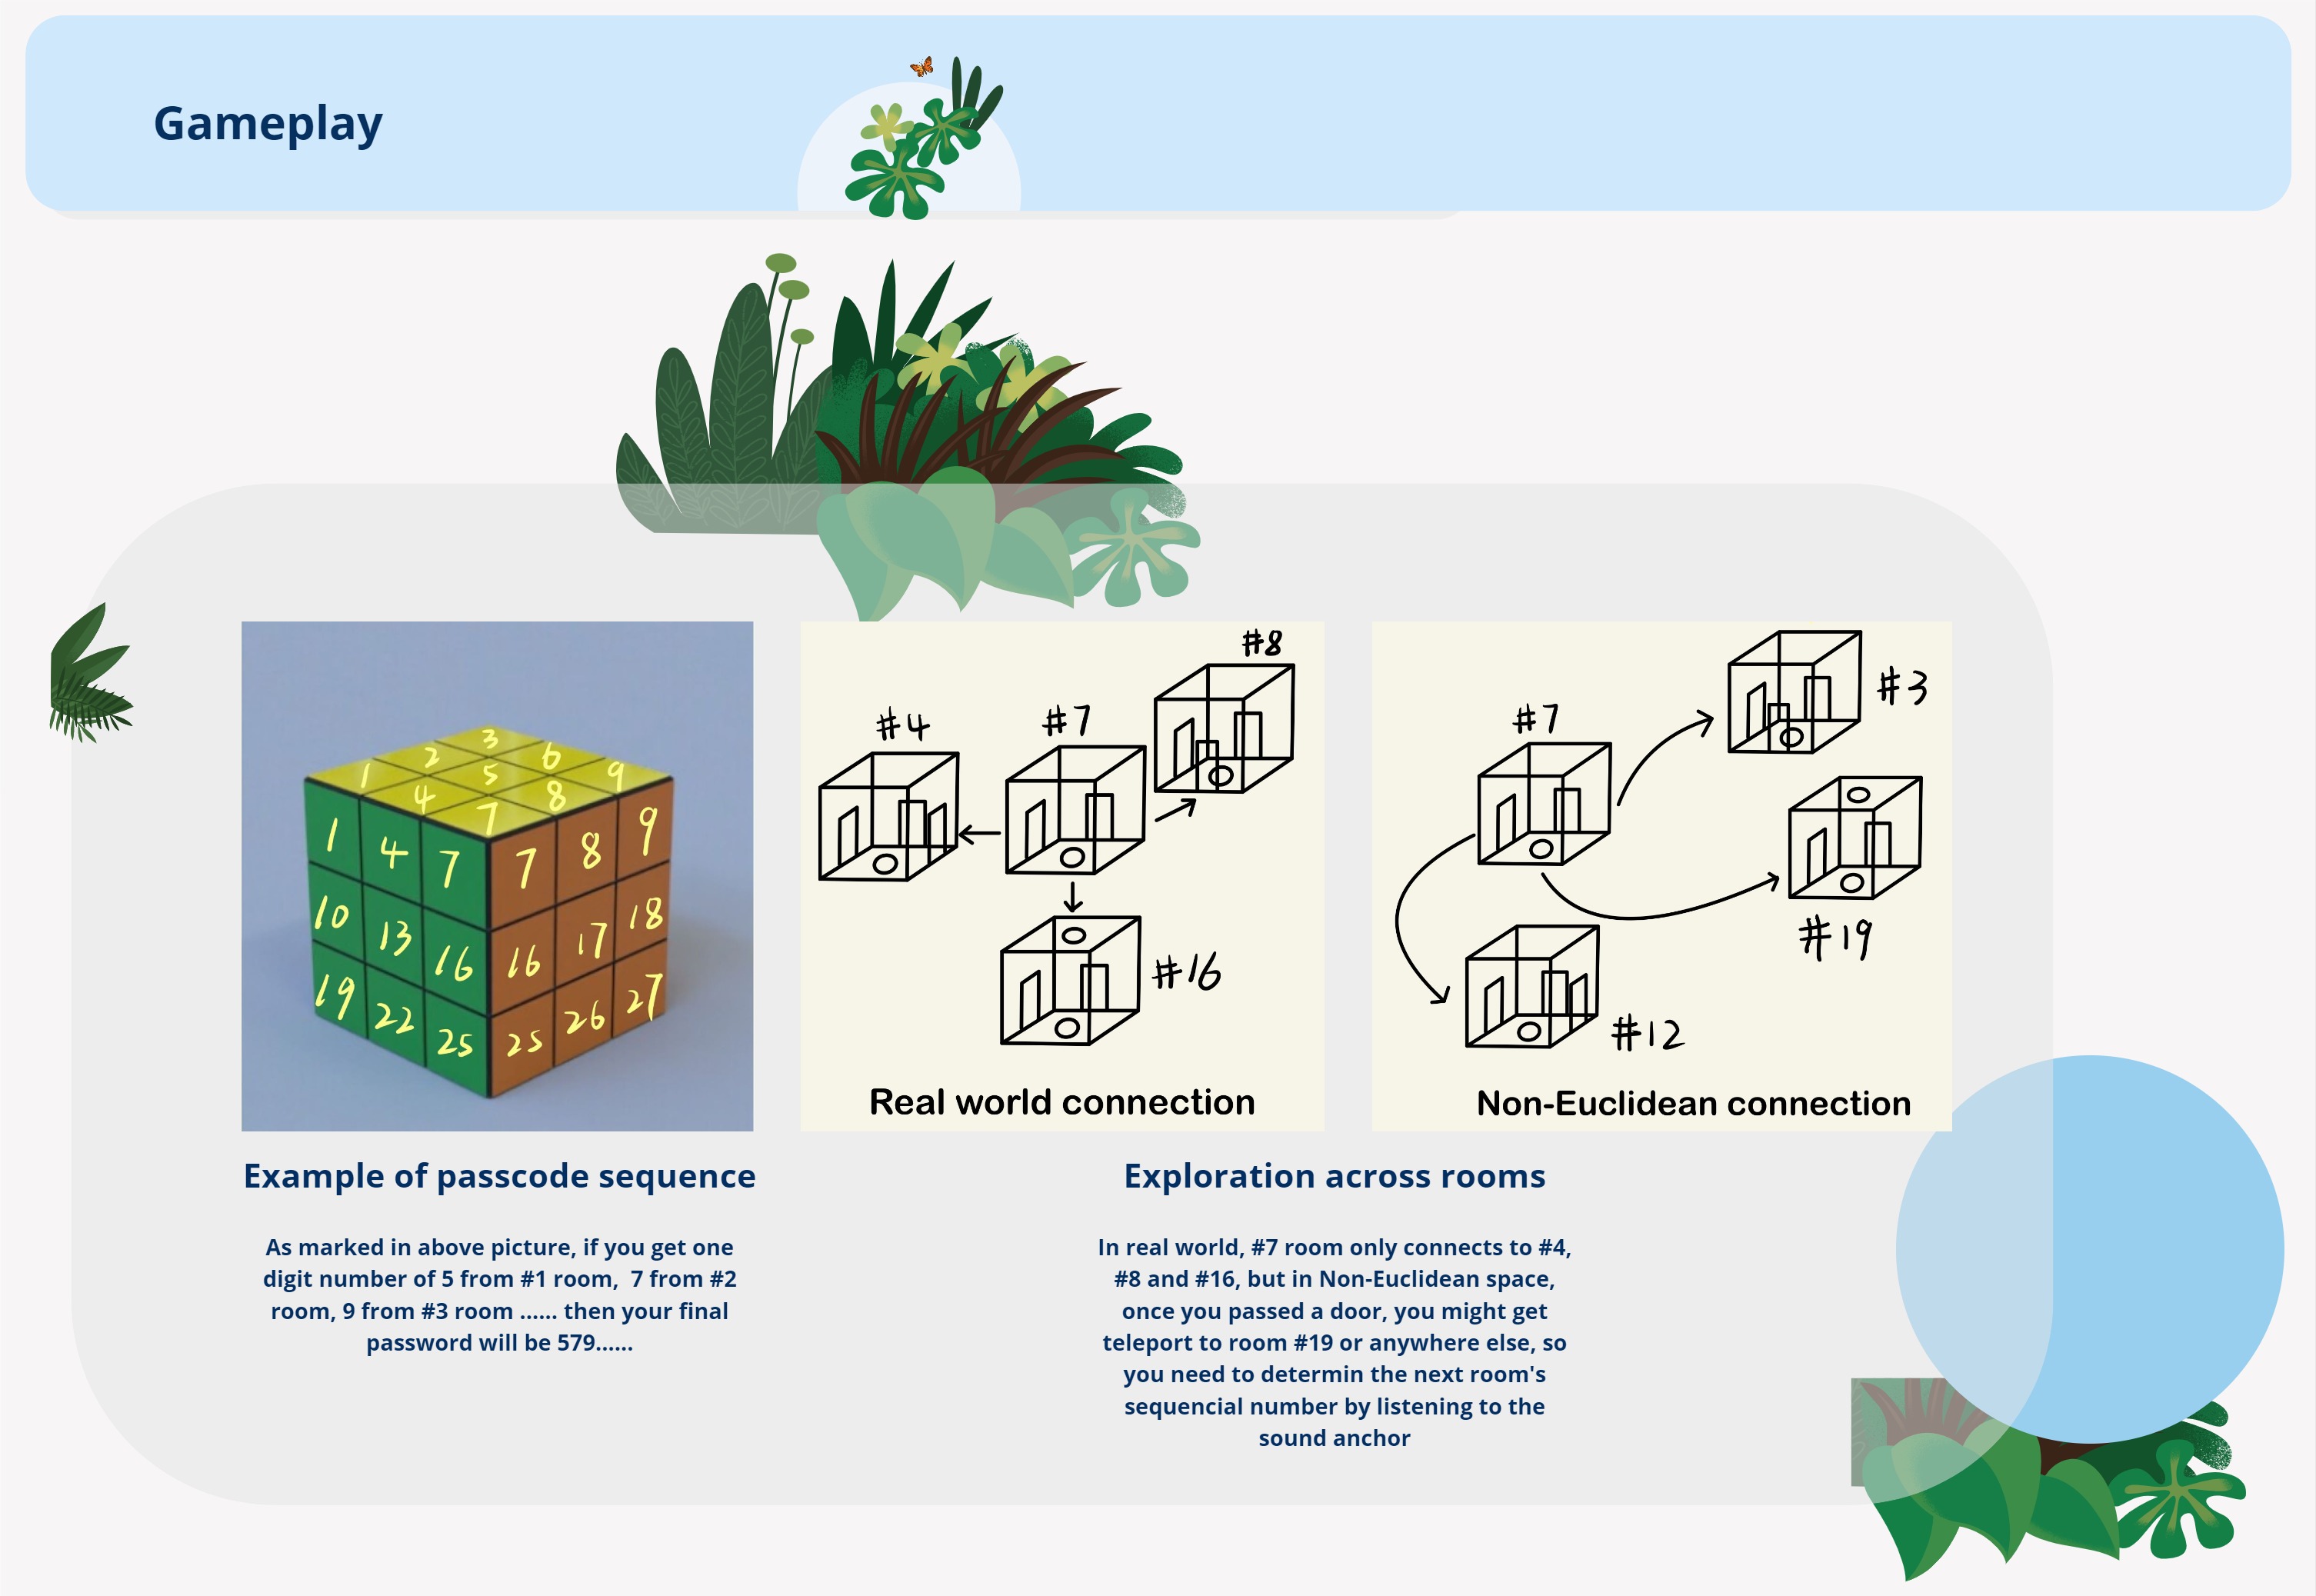 Gameplay
3
2 6
1 5 9
4 8
7
1 4 7
10 13 16
19 22 25
7 8 9
16 17 18
25 26 27
#4
#7
#8
#16
Real world connection
#7
#3
#19
#12
Non-Euclidean connection
Example of passcode sequence
As marked in above picture, if you get one
digit number of 5 from #1 room, 7 from #2
room, 9 from #3 room ...... then your final
password will be 579......
Exploration across rooms
In real world, #7 room only connects to #4,
#8 and #16, but in Non-Euclidean space,
once you passed a door, you might get
teleport to room #19 or anywhere else, so
you need to determin the next room's
sequencial number by listening to the
sound anchor